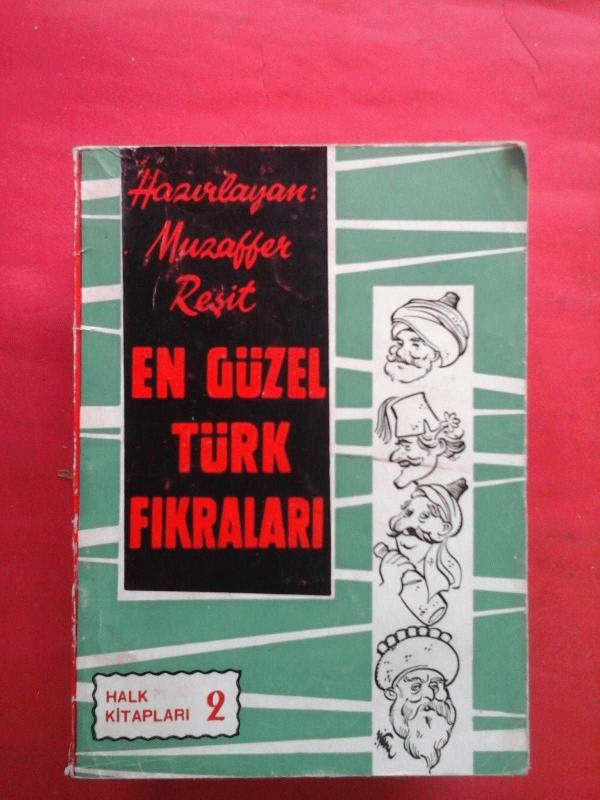 Hazırlayan:
Muzaffer
Reşit
EN GÜZEL
TÜRK
FIKRALARI
HALK
KİTAPLARI 2